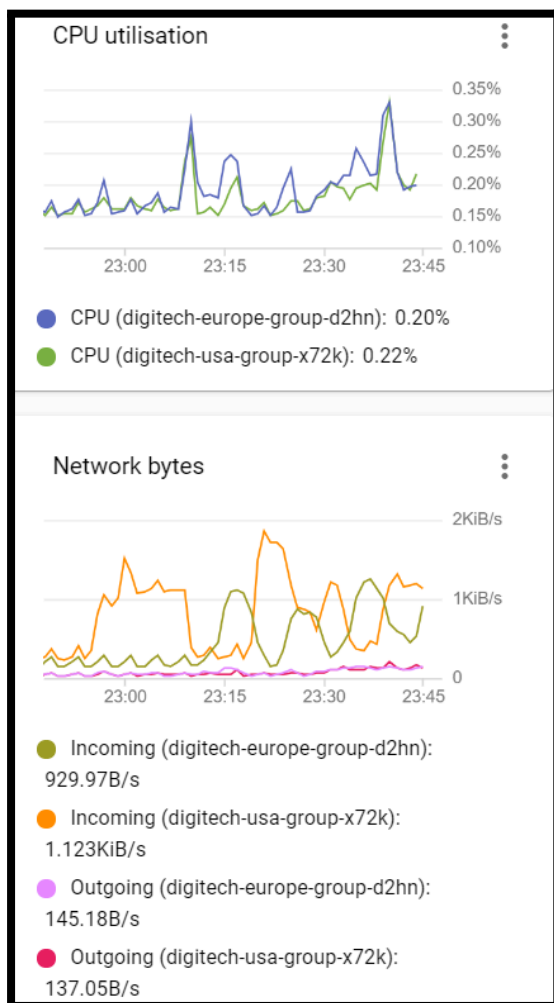 CPU utilisation
0.35%
0.30%
0.25%
0.20%
0.15%
0.10%
23:00 23:15 23:30 23:45
CPU (digitech-europe-group-d2hn): 0.20%
CPU (digitech-usa-group-x72k): 0.22%
Network bytes
2KiB/s
1KiB/s
0
23:00 23:15 23:30 23:45
Incoming (digitech-europe-group-d2hn):
929.97B/s
Incoming (digitech-usa-group-x72k):
1.123KiB/s
Outgoing (digitech-europe-group-d2hn):
145.18B/s
Outgoing (digitech-usa-group-x72k):
137.05B/s